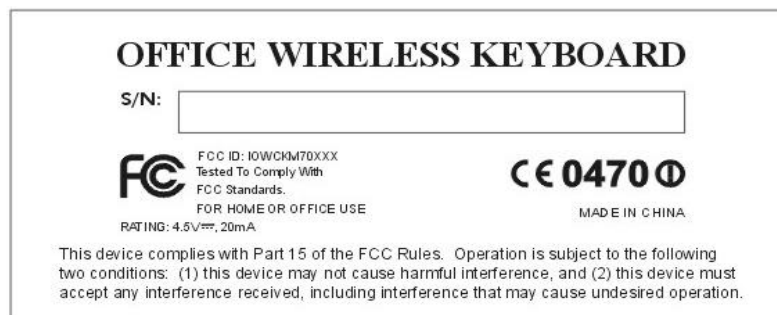 OFFICE WIRELESS KEYBOARD
S/N:
FC FCC ID: IOWCKM70XXX
Tested To Comply With
FCC Standards.
FOR HOME OR OFFICE USE
RATING: 4.5V⎓, 20mA
CE 0470
MADE IN CHINA
This device complies with Part 15 of the FCC Rules. Operation is subject to the following
two conditions: (1) this device may not cause harmful interference, and (2) this device must
accept any interference received, including interference that may cause undesired operation.